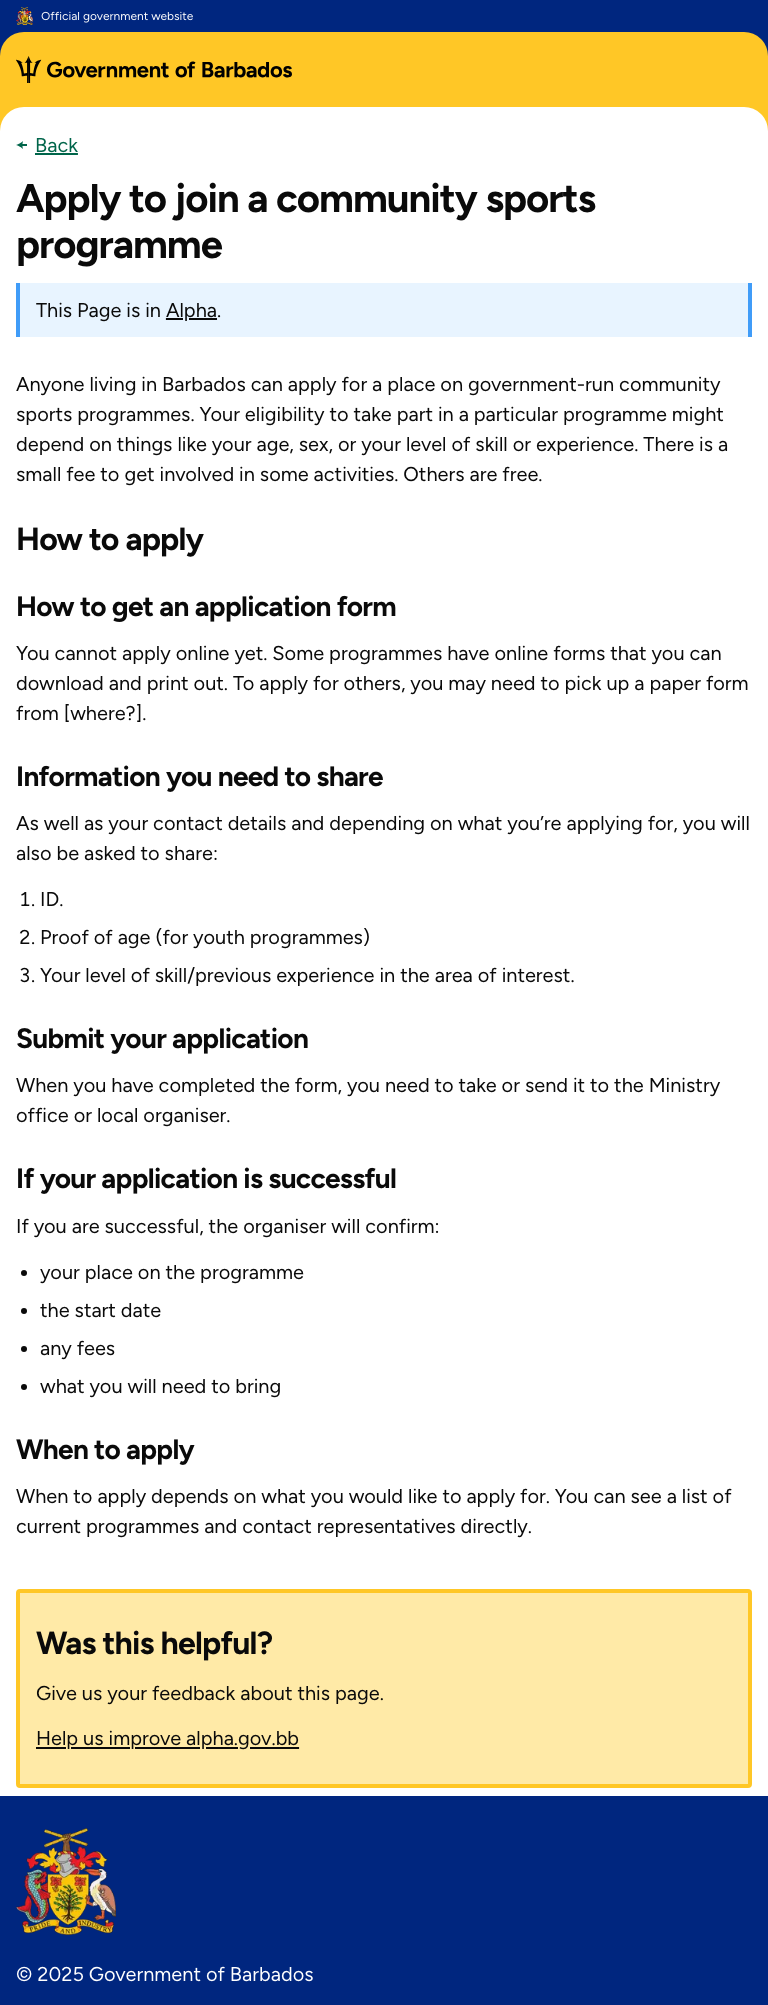 Official government website
Government of Barbados
Back
Apply to join a community sports
programme
This Page is in Alpha.
Anyone living in Barbados can apply for a place on government-run community
sports programmes. Your eligibility to take part in a particular programme might
depend on things like your age, sex, or your level of skill or experience. There is a
small fee to get involved in some activities. Others are free.
How to apply
How to get an application form
You cannot apply online yet. Some programmes have online forms that you can
download and print out. To apply for others, you may need to pick up a paper form
from [where?].
Information you need to share
As well as your contact details and depending on what you’re applying for, you will
also be asked to share:
1. ID.
2. Proof of age (for youth programmes)
3. Your level of skill/previous experience in the area of interest.
Submit your application
When you have completed the form, you need to take or send it to the Ministry
office or local organiser.
If your application is successful
If you are successful, the organiser will confirm:
• your place on the programme
• the start date
• any fees
• what you will need to bring
When to apply
When to apply depends on what you would like to apply for. You can see a list of
current programmes and contact representatives directly.
Was this helpful?
Give us your feedback about this page.
Help us improve alpha.gov.bb
PRIDE AND INDUSTRY
© 2025 Government of Barbados